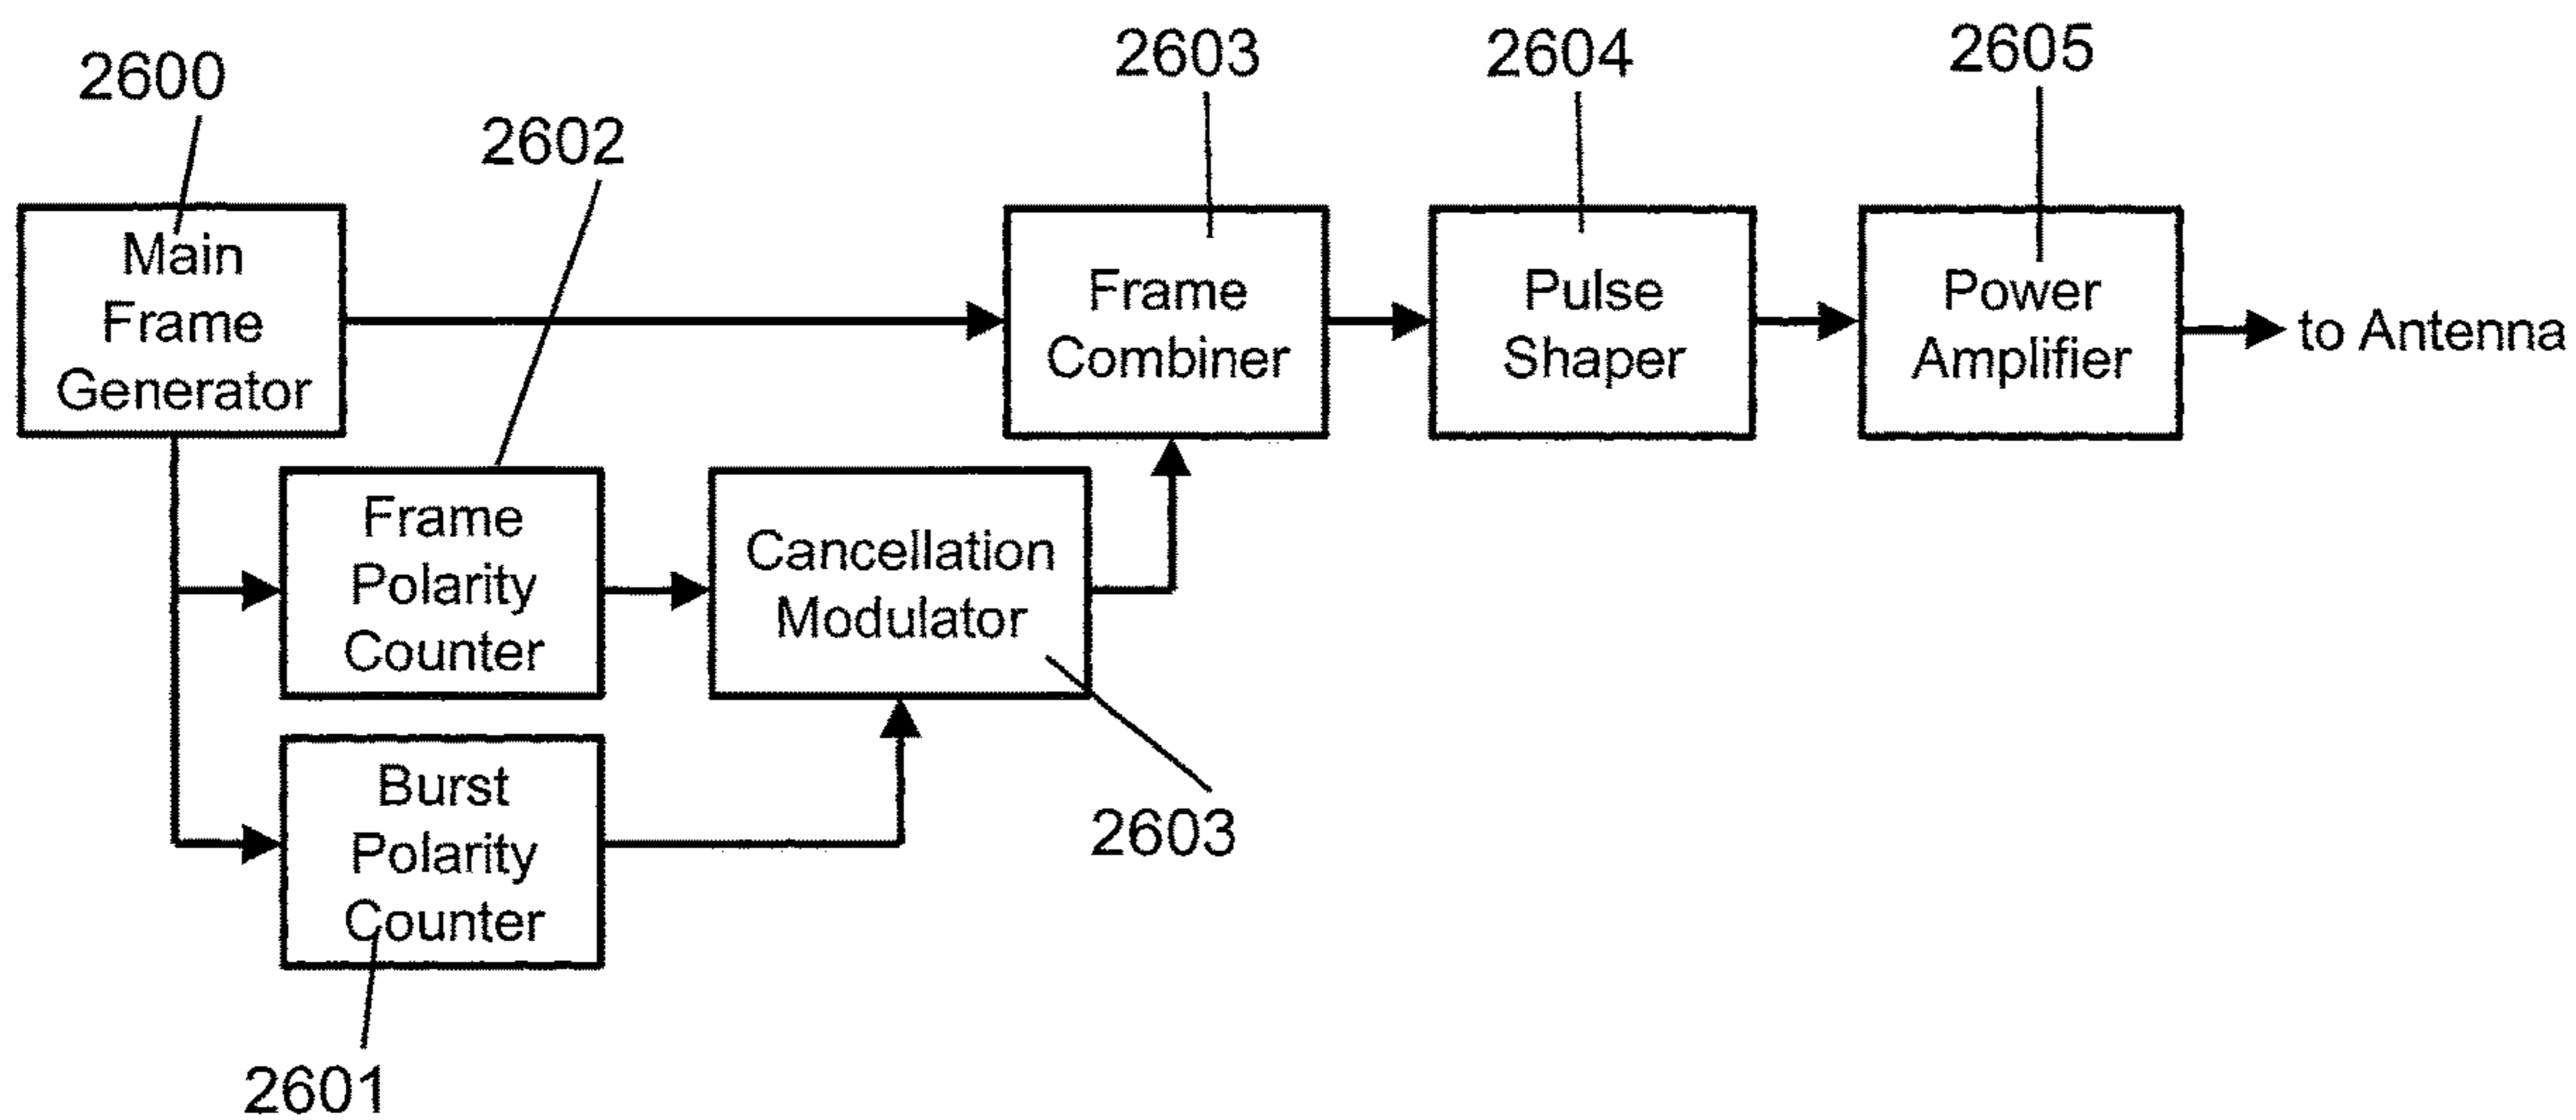 2600
2602
2603
2604
2605
Main
Frame
Generator
Frame
Combiner
Pulse
Shaper
Power
Amplifier
to Antenna
Frame
Polarity
Counter
Cancellation
Modulator
Burst
Polarity
Counter
2603
2601